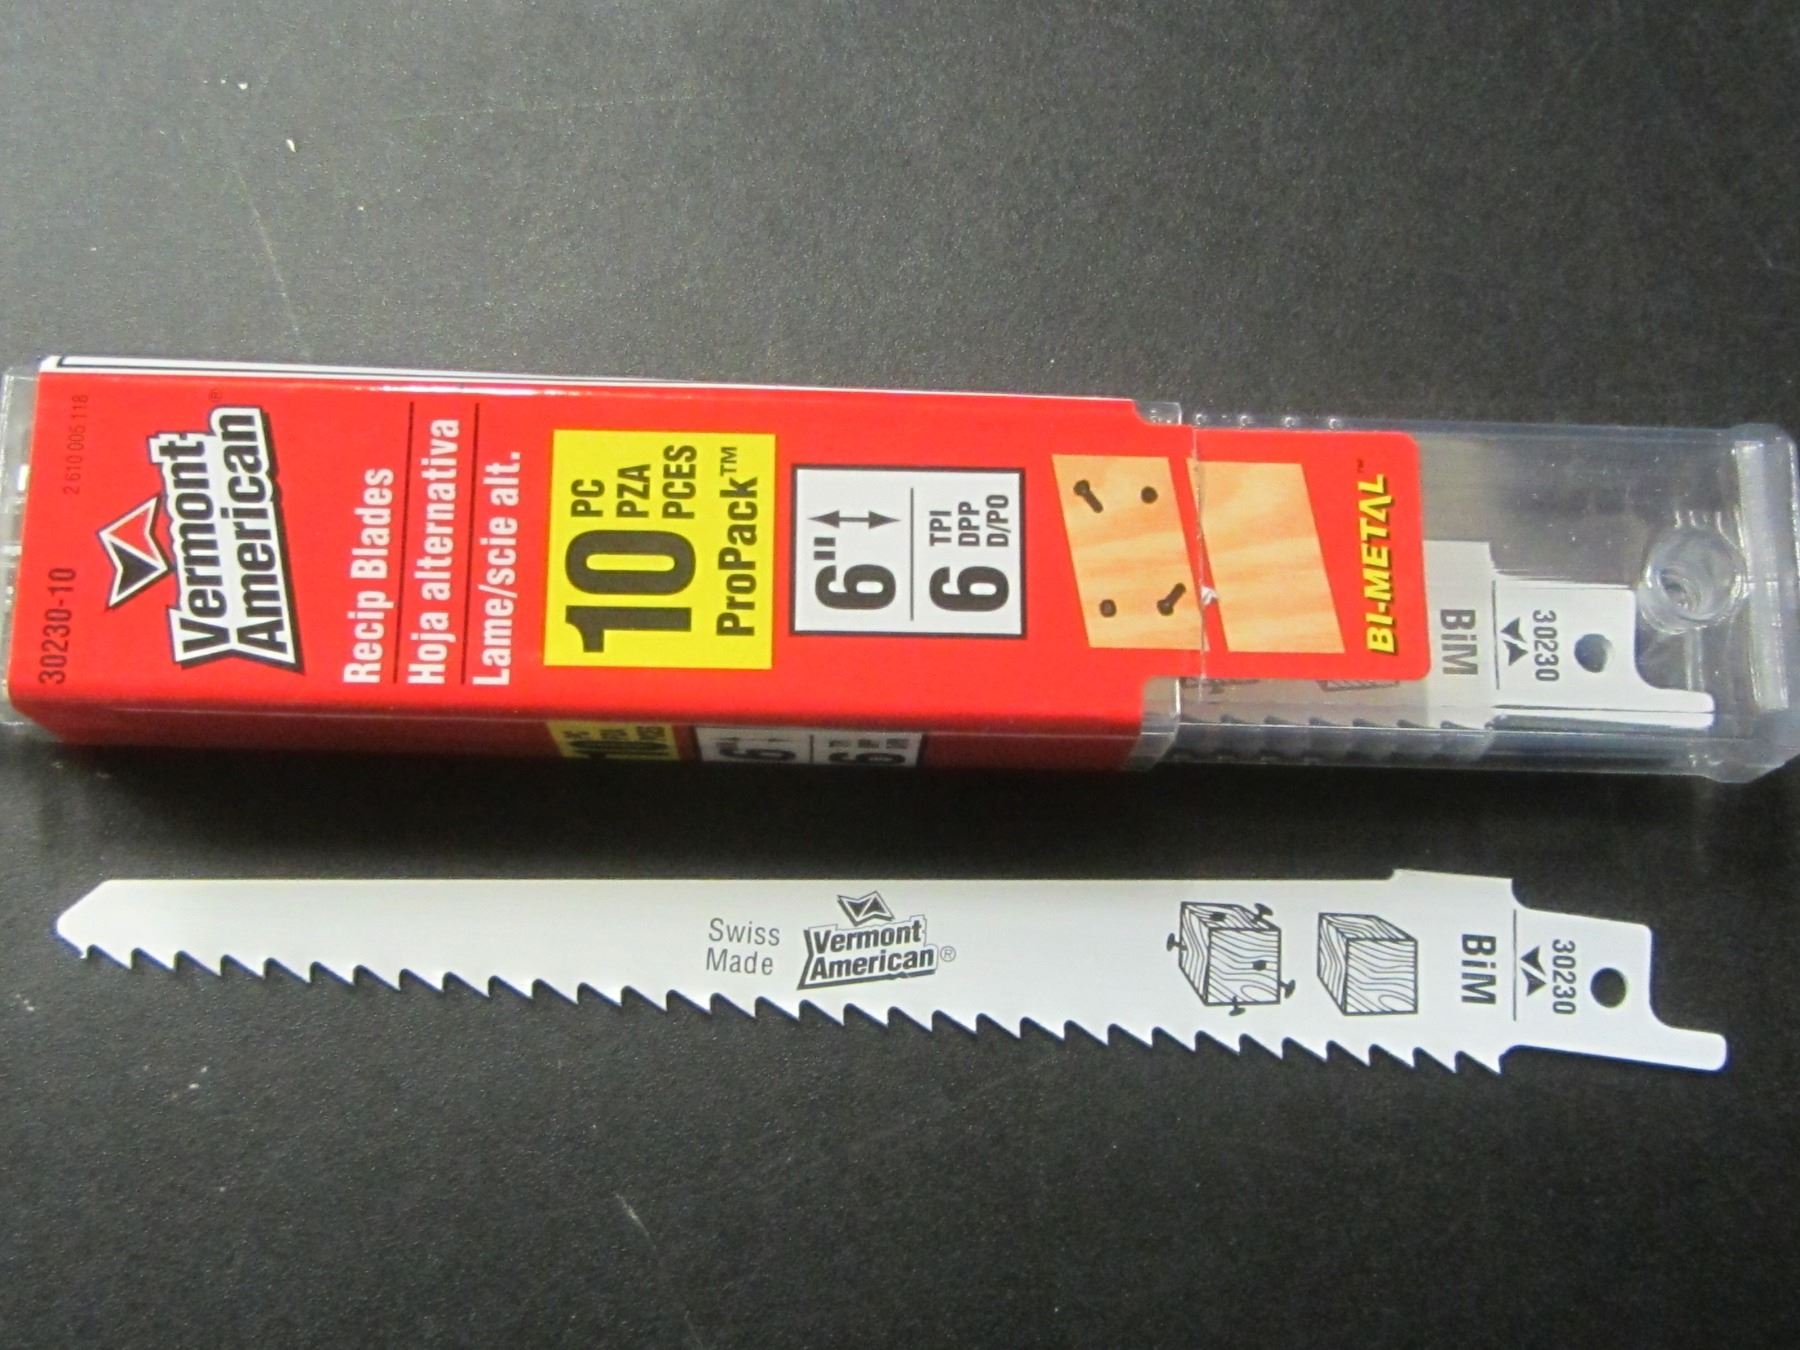 30230-10
2 610 005 118
Vermont
American®
Recip Blades
Hoja alternativa
Lame/scie alt.
10 PC
PZA
PCES
ProPack™
6"
6 TPI
DPP
D/PO
BI-METAL™
BiM
30230
Swiss
Made
Vermont
American®
BiM
30230